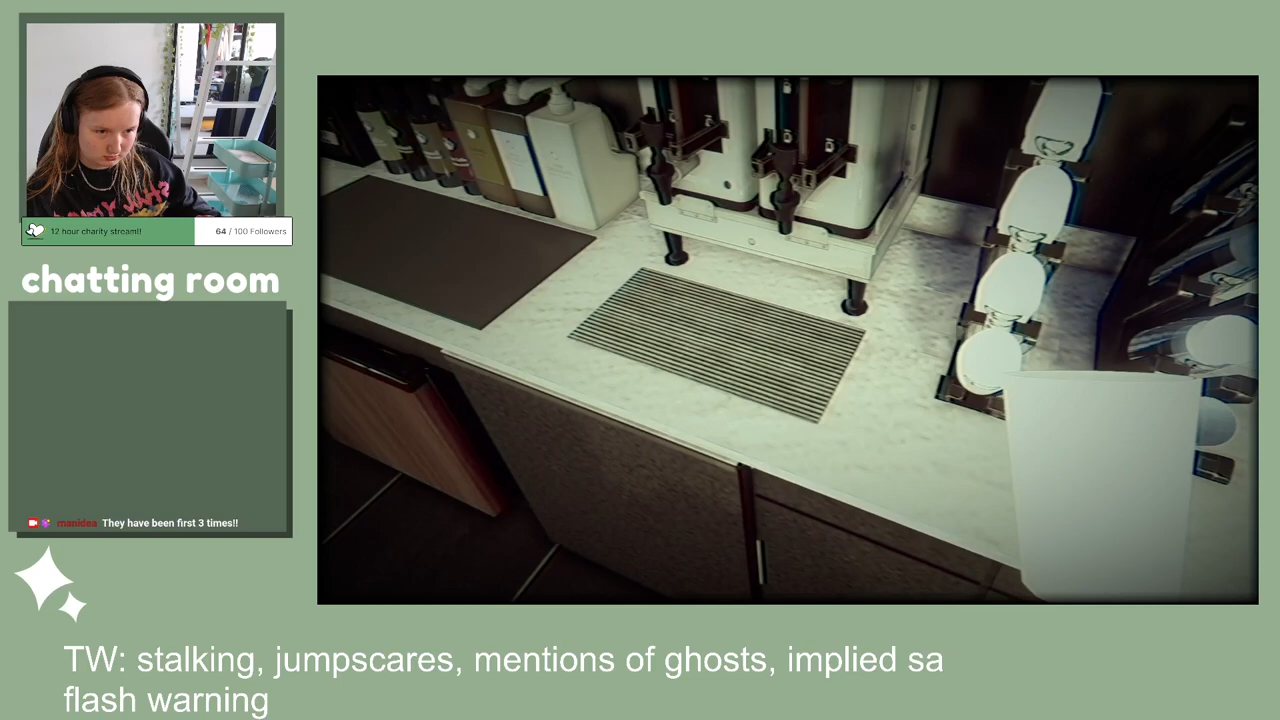 12 hour charity stream!!
64 / 100 Followers
chatting room
manidea They have been first 3 times!!
TW: stalking, jumpscares, mentions of ghosts, implied sa
flash warning